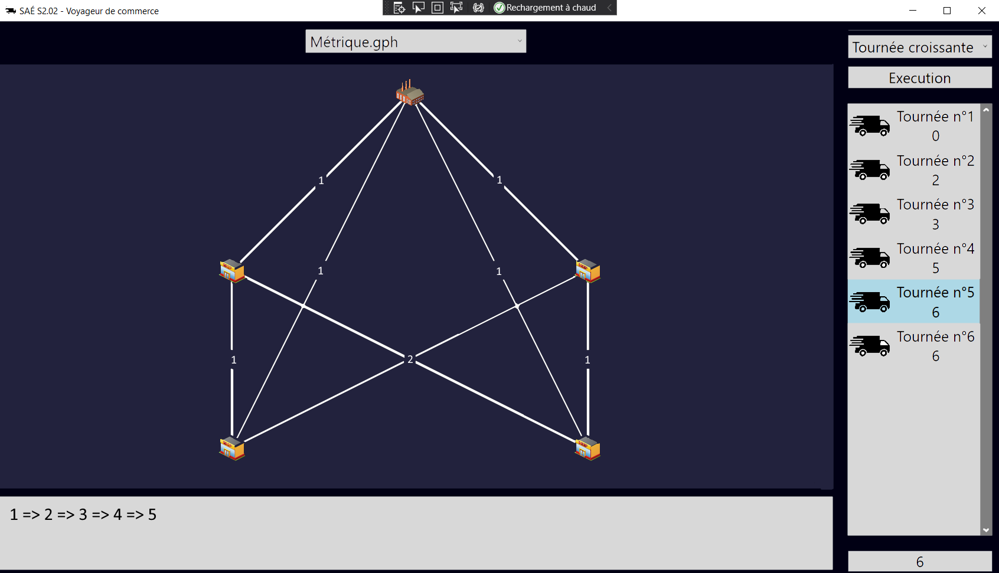 SAÉ S2.02 - Voyageur de commerce
Rechargement à chaud
Métrique.gph
Tournée croissante
Execution
Tournée n°1
0
Tournée n°2
2
Tournée n°3
3
Tournée n°4
5
Tournée n°5
6
Tournée n°6
6
1
1
1
1
1
2
1
1 => 2 => 3 => 4 => 5
6